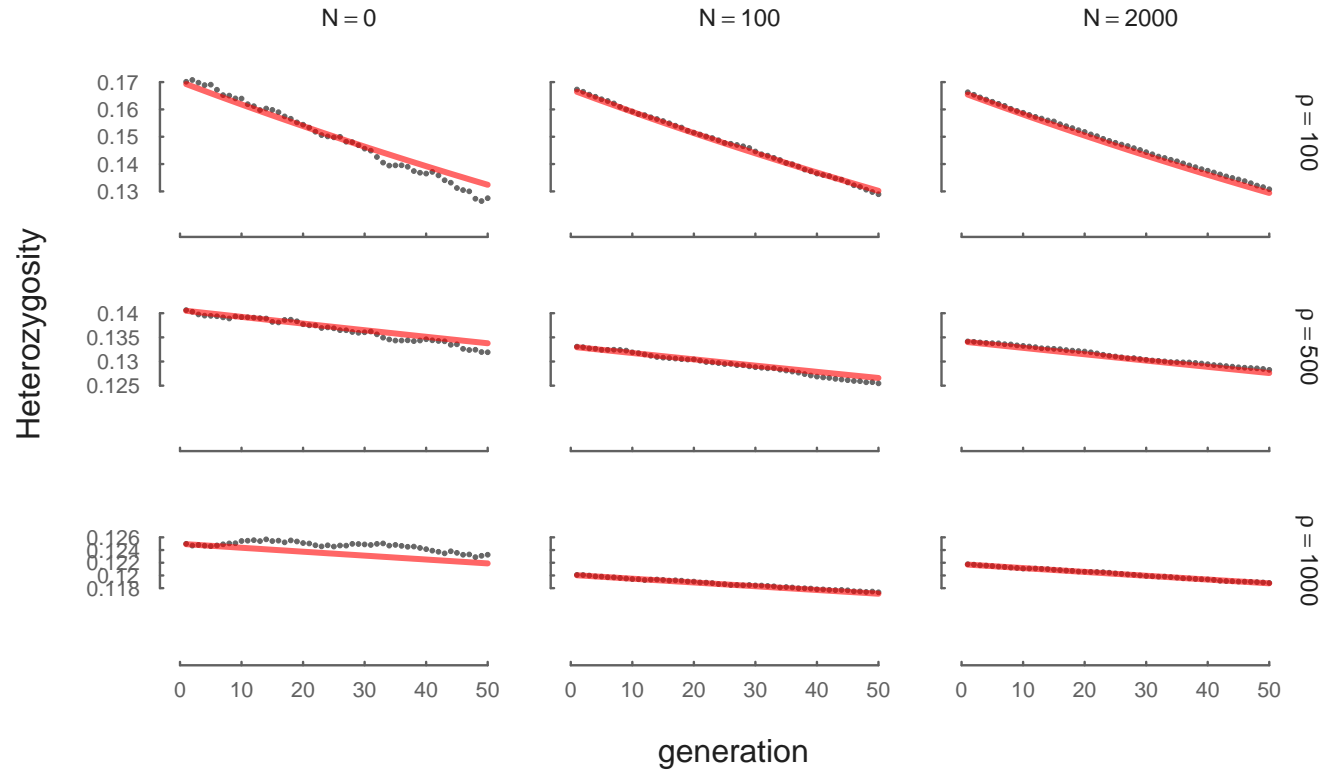 N = 0
N = 100
N = 2000
0.17
0.16
0.15
0.14
0.13
ρ = 100
Heterozygosity
0.14
0.135
0.13
0.125
ρ = 500
0.126
0.124
0.122
0.12
0.118
ρ = 1000
0 10 20 30 40 50
0 10 20 30 40 50
0 10 20 30 40 50
generation